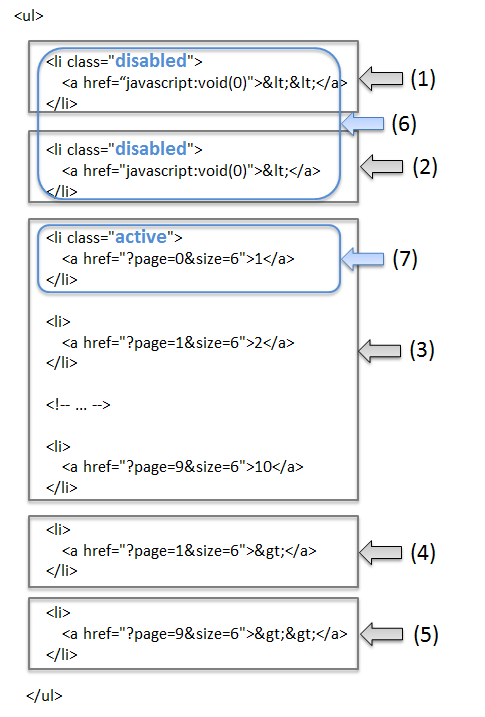 <ul>
<li class="disabled">
<a href=“javascript:void(0)">&lt;&lt;</a>
(1)
</li>
(6)
<li class="disabled">
<a href="javascript:void(0)">&lt;</a>
(2)
</li>
<li class="active">
<a href="?page=0&size=6">1</a>
(7)
</li>
<li>
<a href="?page=1&size=6">2</a>
(3)
</li>
<!-- ... -->
<li>
<a href="?page=9&size=6">10</a>
</li>
<li>
<a href="?page=1&size=6">&gt;</a>
(4)
</li>
<li>
<a href="?page=9&size=6">&gt;&gt;</a>
(5)
</li>
</ul>